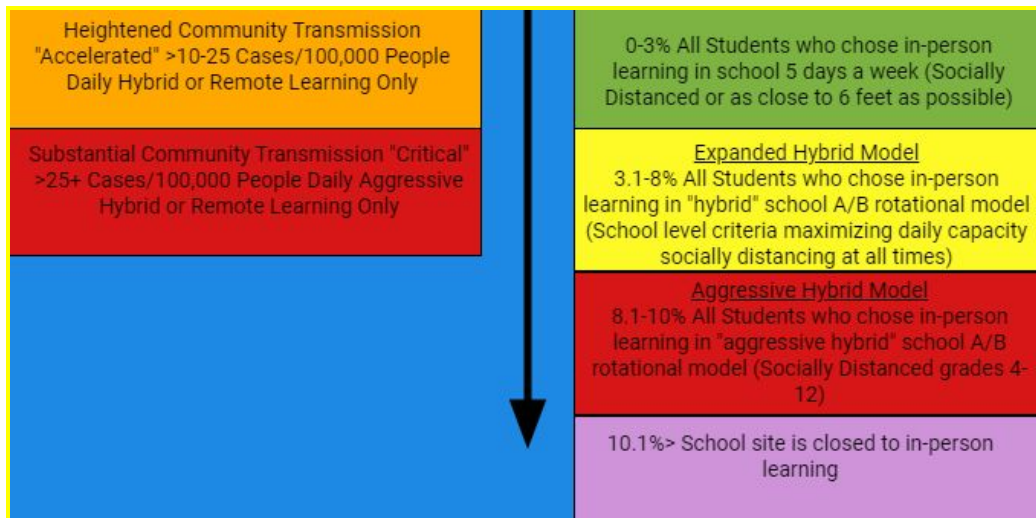 Heightened Community Transmission
"Accelerated" >10-25 Cases/100,000 People
Daily Hybrid or Remote Learning Only
Substantial Community Transmission "Critical"
>25+ Cases/100,000 People Daily Aggressive
Hybrid or Remote Learning Only
0-3% All Students who chose in-person
learning in school 5 days a week (Socially
Distanced or as close to 6 feet as possible)
Expanded Hybrid Model
3.1-8% All Students who chose in-person
learning in "hybrid" school A/B rotational model
(School level criteria maximizing daily capacity
socially distancing at all times)
Aggressive Hybrid Model
8.1-10% All Students who chose in-person
learning in "aggressive hybrid" school A/B
rotational model (Socially Distanced grades 4-
12)
10.1%> School site is closed to in-person
learning